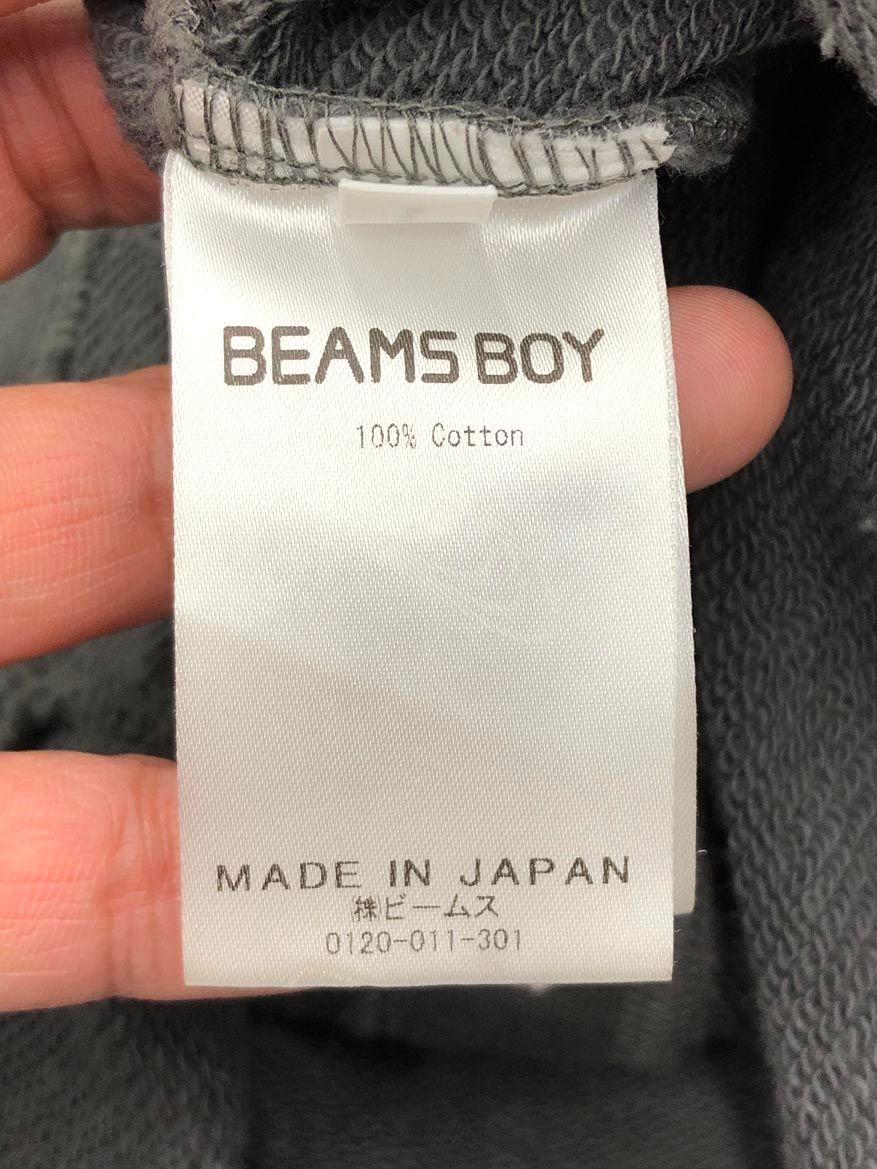 BEAMS BOY
100% Cotton
MADE IN JAPAN
㈱ビームス
0120-011-301